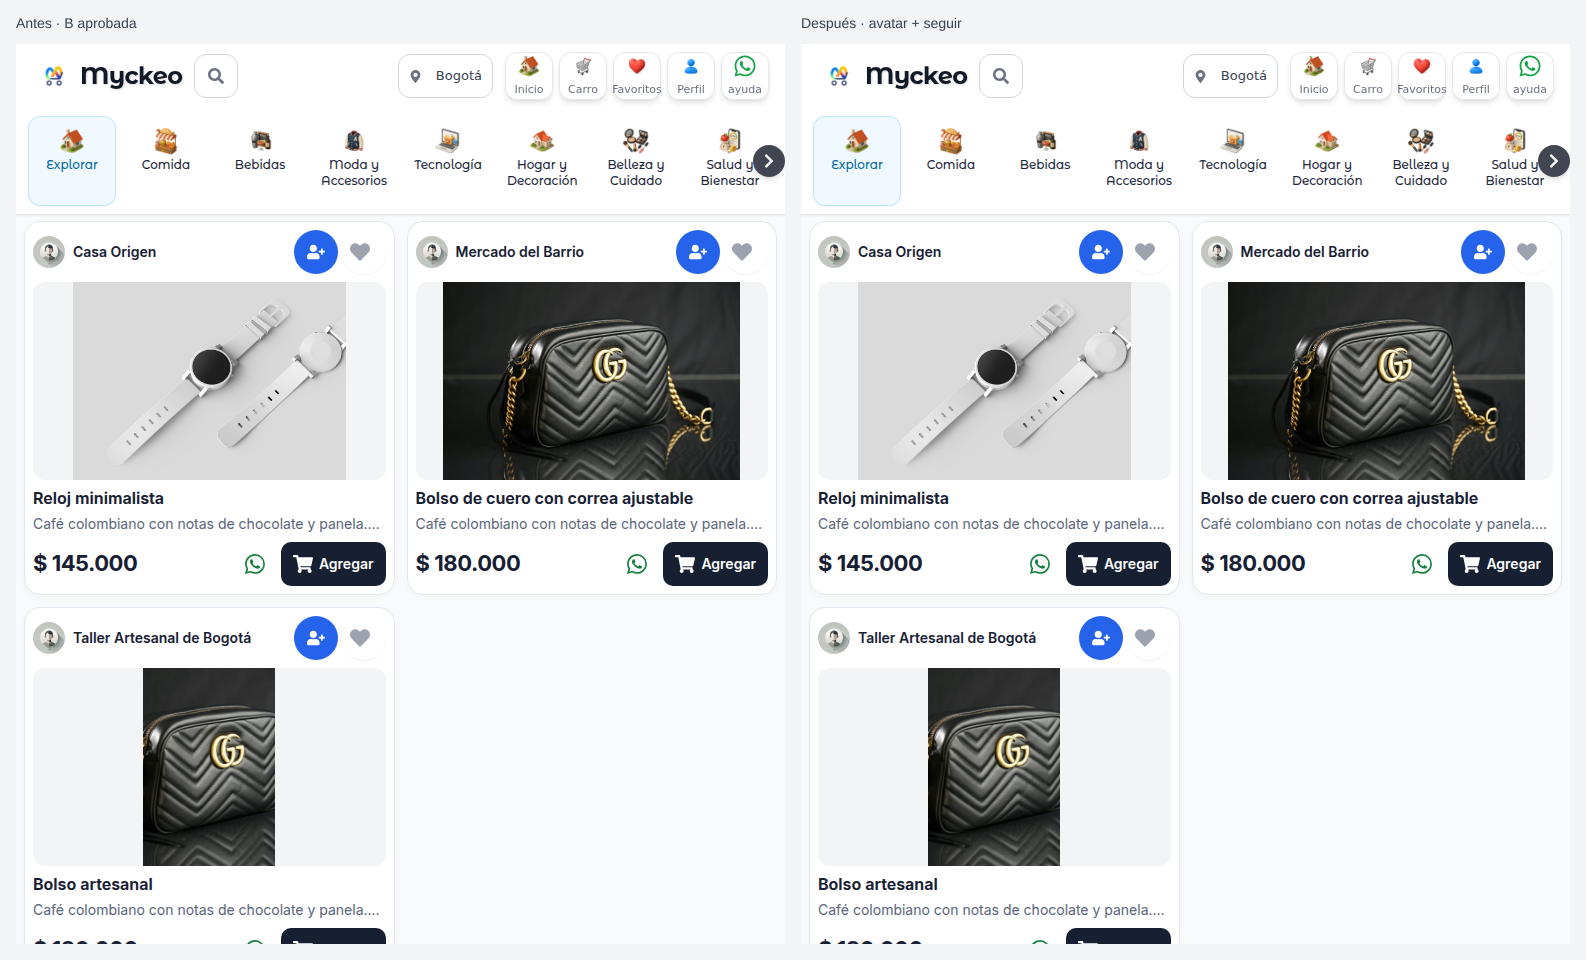 Antes · B aprobada
Myckeo
Bogotá
Inicio
Carro
Favoritos
Perfil
ayuda
Explorar
Comida
Bebidas
Moda y
Accesorios
Tecnología
Hogar y
Decoración
Belleza y
Cuidado
Salud y
Bienestar
Casa Origen
Mercado del Barrio
Reloj minimalista
Café colombiano con notas de chocolate y panela....
$ 145.000
Agregar
Bolso de cuero con correa ajustable
Café colombiano con notas de chocolate y panela....
$ 180.000
Agregar
Taller Artesanal de Bogotá
Bolso artesanal
Café colombiano con notas de chocolate y panela....
Después · avatar + seguir
Myckeo
Bogotá
Inicio
Carro
Favoritos
Perfil
ayuda
Explorar
Comida
Bebidas
Moda y
Accesorios
Tecnología
Hogar y
Decoración
Belleza y
Cuidado
Salud y
Bienestar
Casa Origen
Mercado del Barrio
Reloj minimalista
Café colombiano con notas de chocolate y panela....
$ 145.000
Agregar
Bolso de cuero con correa ajustable
Café colombiano con notas de chocolate y panela....
$ 180.000
Agregar
Taller Artesanal de Bogotá
Bolso artesanal
Café colombiano con notas de chocolate y panela....